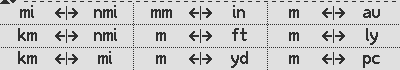 mi ↔ nmi mm ↔ in m ↔ au
km ↔ nmi m ↔ ft m ↔ ly
km ↔ mi m ↔ yd m ↔ pc